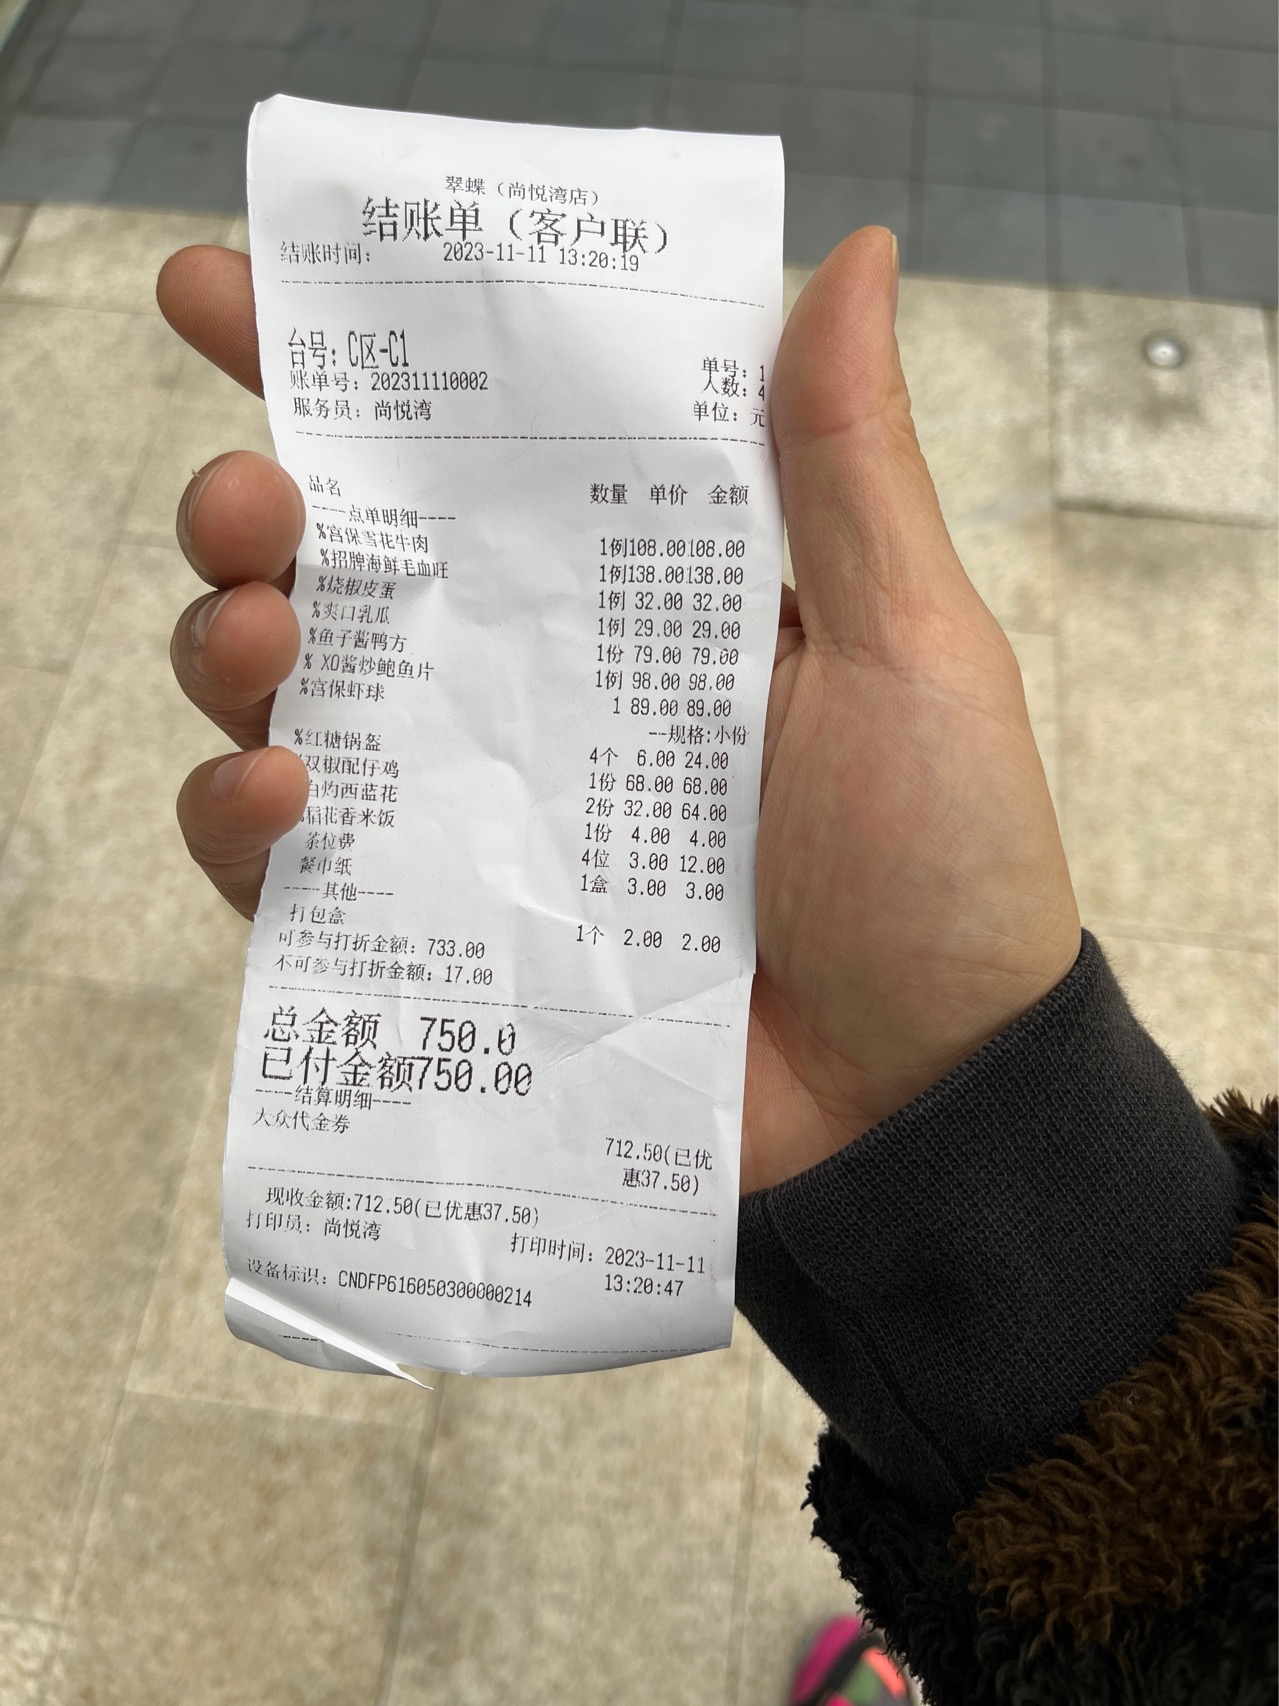 翠蝶（尚悦湾店）
结账单（客户联）
结账时间： 2023-11-11 13:20:19
台号：C区-C1 单号：1
账单号：202311110002 人数：4
服务员：尚悦湾 单位：元
品名 数量 单价 金额
----点单明细----
%宫保雪花牛肉 1例108.00108.00
%招牌海鲜毛血旺 1例138.00138.00
%烧椒皮蛋 1例 32.00 32.00
%爽口乳瓜 1例 29.00 29.00
%鱼子酱鸭方 1份 79.00 79.00
% XO酱炒鲍鱼片 1例 98.00 98.00
%宫保虾球 1 89.00 89.00
--规格:小份
%红糖锅盔 4个 6.00 24.00
双椒配仔鸡 1份 68.00 68.00
白灼西蓝花 2份 32.00 64.00
稻花香米饭 1份 4.00 4.00
茶位费 4位 3.00 12.00
餐巾纸 1盒 3.00 3.00
----其他----
打包盒 1个 2.00 2.00
可参与打折金额：733.00
不可参与打折金额：17.00
总金额 750.0
已付金额750.00
----结算明细----
大众代金券
712.50(已优
惠37.50)
现收金额:712.50(已优惠37.50)
打印员：尚悦湾
打印时间：2023-11-11
13:20:47
设备标识：CNDFP616050300000214